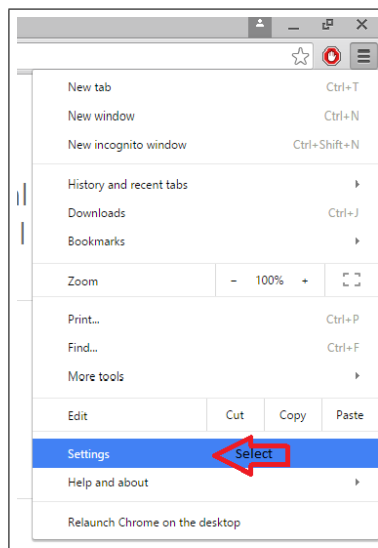 New tab Ctrl+T
New window Ctrl+N
New incognito window Ctrl+Shift+N
History and recent tabs
Downloads Ctrl+J
Bookmarks
Zoom - 100% +
Print... Ctrl+P
Find... Ctrl+F
More tools
Edit Cut Copy Paste
Settings Select
Help and about
Relaunch Chrome on the desktop